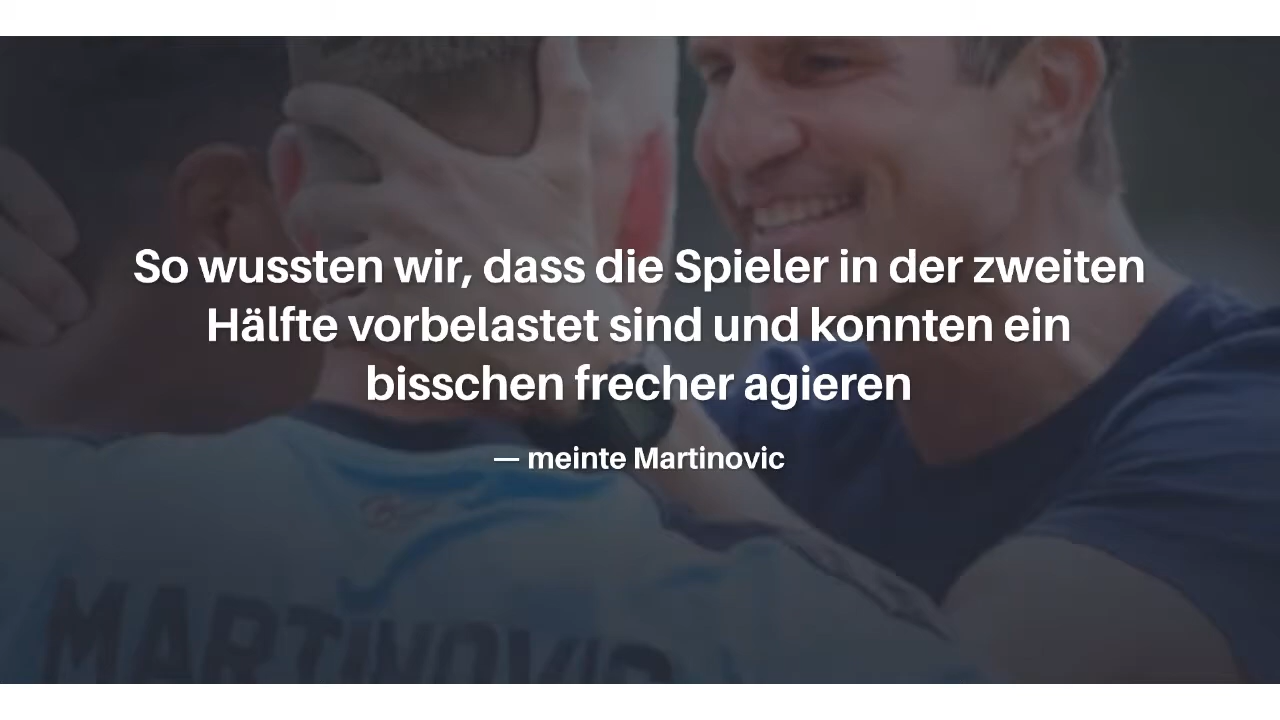 So wussten wir, dass die Spieler in der zweiten
Hälfte vorbelastet sind und konnten ein
bisschen frecher agieren
— meinte Martinovic
MARTINOVIC